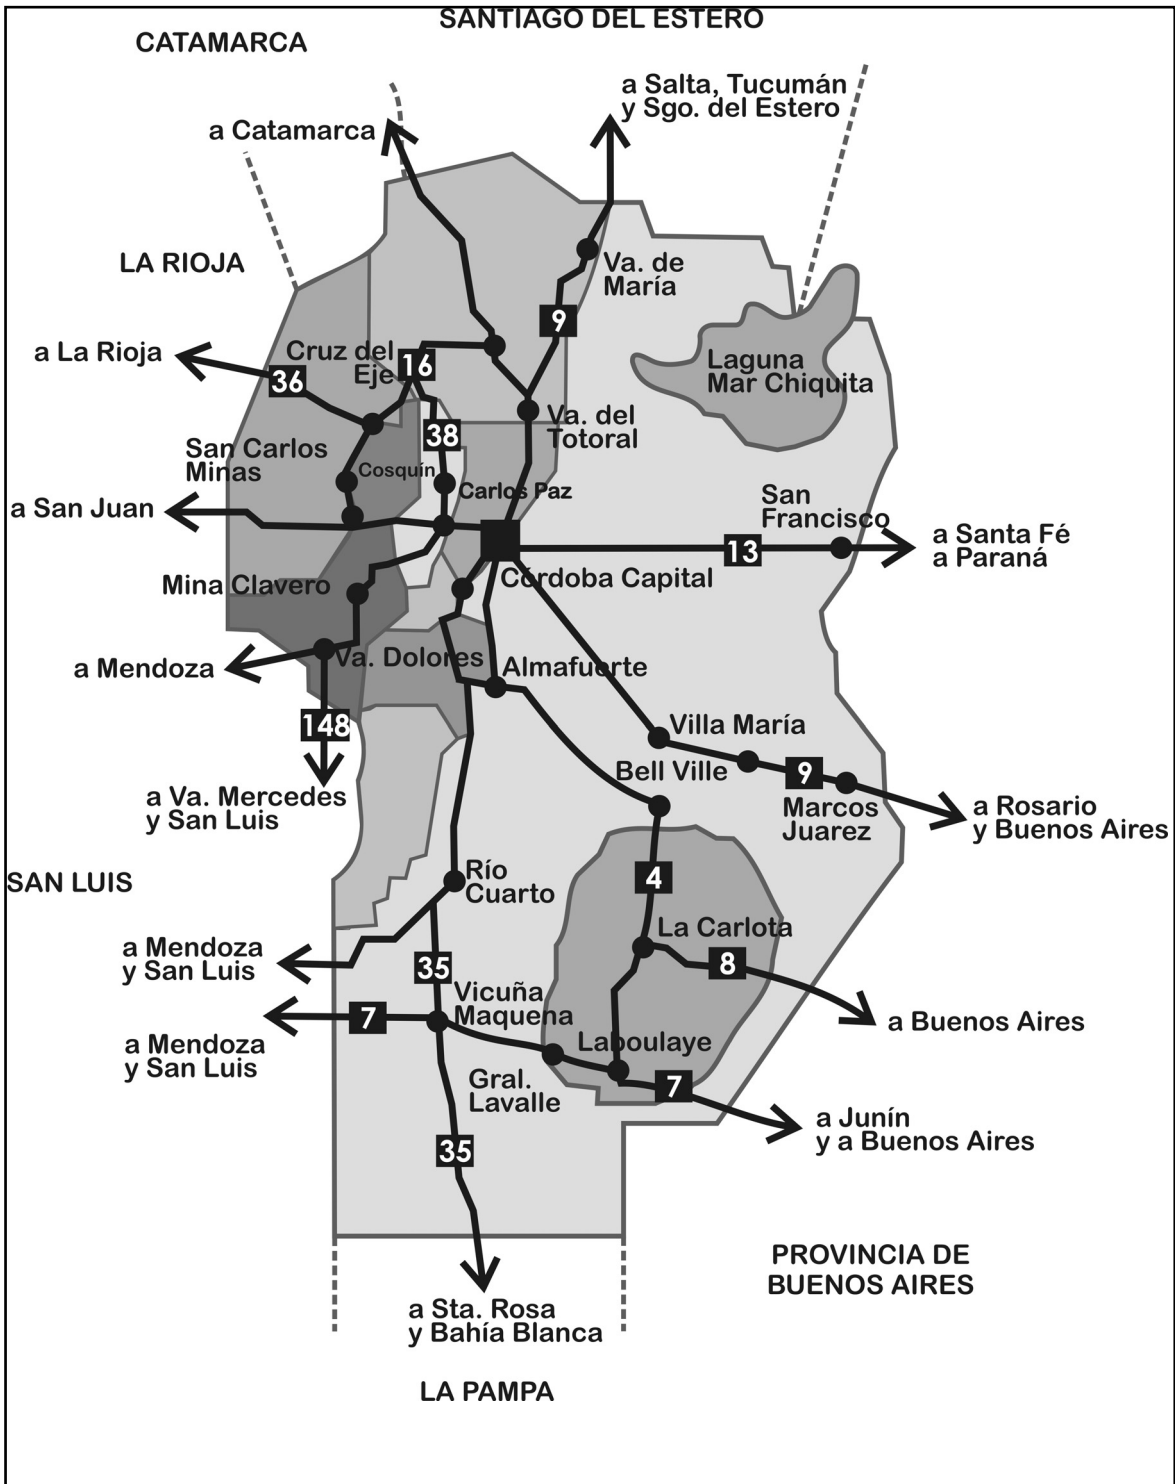 SANTIAGO DEL ESTERO
CATAMARCA
a Salta, Tucumán
y Sgo. del Estero
a Catamarca
LA RIOJA
Va. de
María
9
a La Rioja
Cruz del
Eje
16
36
Laguna
Mar Chiquita
Va. del
Totoral
38
San Carlos
Minas
Cosquín
Carlos Paz
a San Juan
San
Francisco
13
a Santa Fé
a Paraná
Córdoba Capital
Mina Clavero
a Mendoza
Va. Dolores
Almafuerte
148
Villa María
Bell Ville
9
Marcos
Juarez
a Va. Mercedes
y San Luis
a Rosario
y Buenos Aires
SAN LUIS
Río
Cuarto
4
La Carlota
a Mendoza
y San Luis
35
8
Vicuña
Maquena
7
a Buenos Aires
a Mendoza
y San Luis
Laboulaye
Gral.
Lavalle
7
a Junín
y a Buenos Aires
35
PROVINCIA DE
BUENOS AIRES
a Sta. Rosa
y Bahía Blanca
LA PAMPA